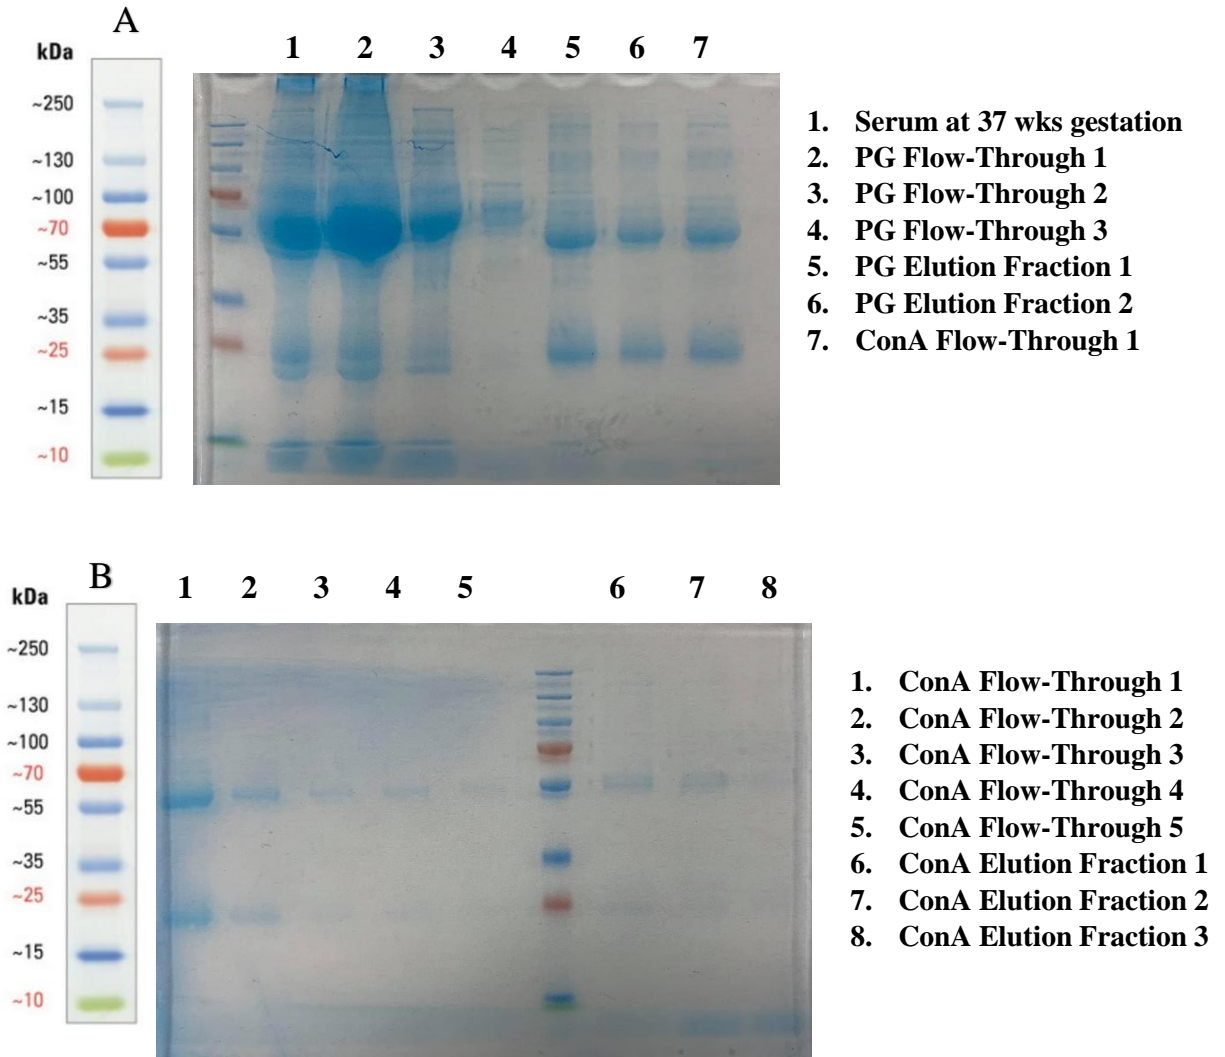 A
kDa
~250
~130
~100
~70
~55
~35
~25
~15
~10
1 2 3 4 5 6 7
1. Serum at 37 wks gestation
2. PG Flow-Through 1
3. PG Flow-Through 2
4. PG Flow-Through 3
5. PG Elution Fraction 1
6. PG Elution Fraction 2
7. ConA Flow-Through 1
B
kDa
~250
~130
~100
~70
~55
~35
~25
~15
~10
1 2 3 4 5 6 7 8
1. ConA Flow-Through 1
2. ConA Flow-Through 2
3. ConA Flow-Through 3
4. ConA Flow-Through 4
5. ConA Flow-Through 5
6. ConA Elution Fraction 1
7. ConA Elution Fraction 2
8. ConA Elution Fraction 3